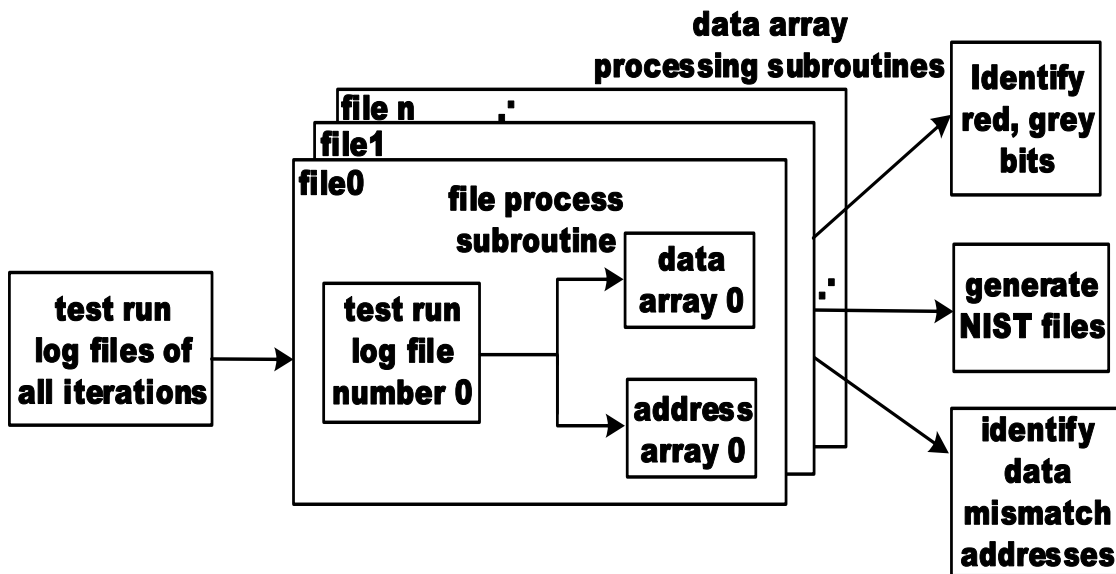 data array
processing subroutines
Identify
red, grey
bits
file n
file1
file0
file process
subroutine
data
array 0
test run
log files of
all iterations
test run
log file
number 0
address
array 0
generate
NIST files
identify
data
mismatch
addresses